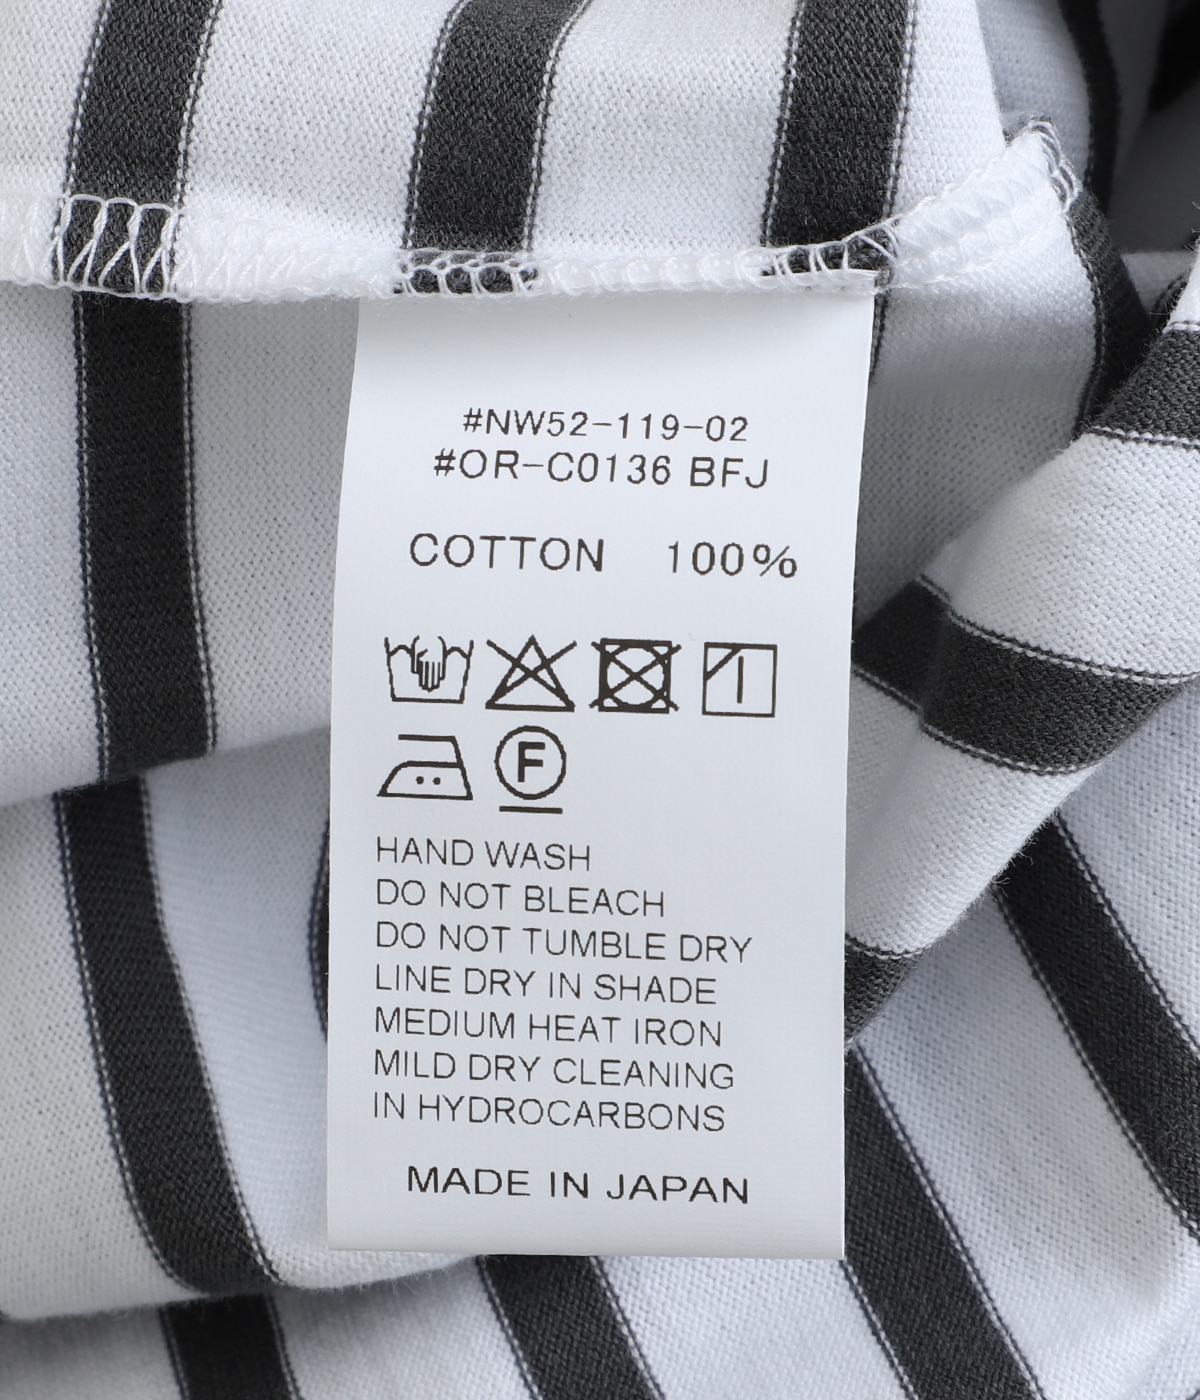 #NW52-119-02
#OR-C0136 BFJ
COTTON 100%
F
HAND WASH
DO NOT BLEACH
DO NOT TUMBLE DRY
LINE DRY IN SHADE
MEDIUM HEAT IRON
MILD DRY CLEANING
IN HYDROCARBONS
MADE IN JAPAN